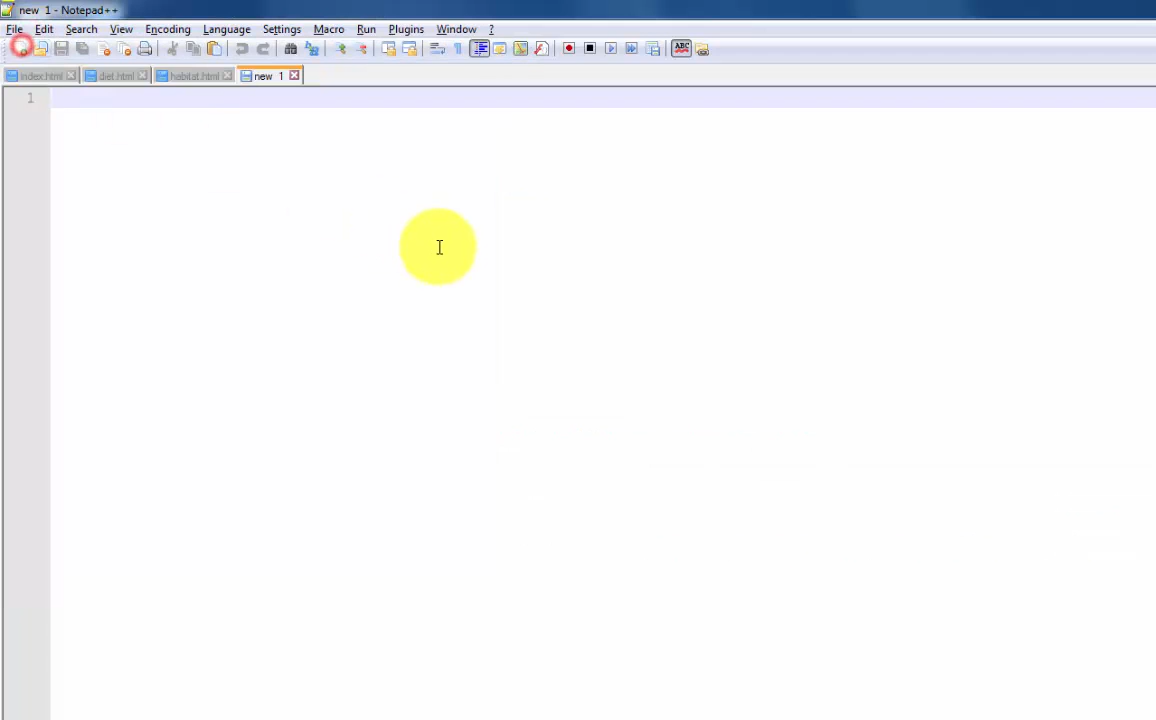 new 1 - Notepad++
File Edit Search View Encoding Language Settings Macro Run Plugins Window ?
ABC
index.html diet.html habitat.html new 1
1